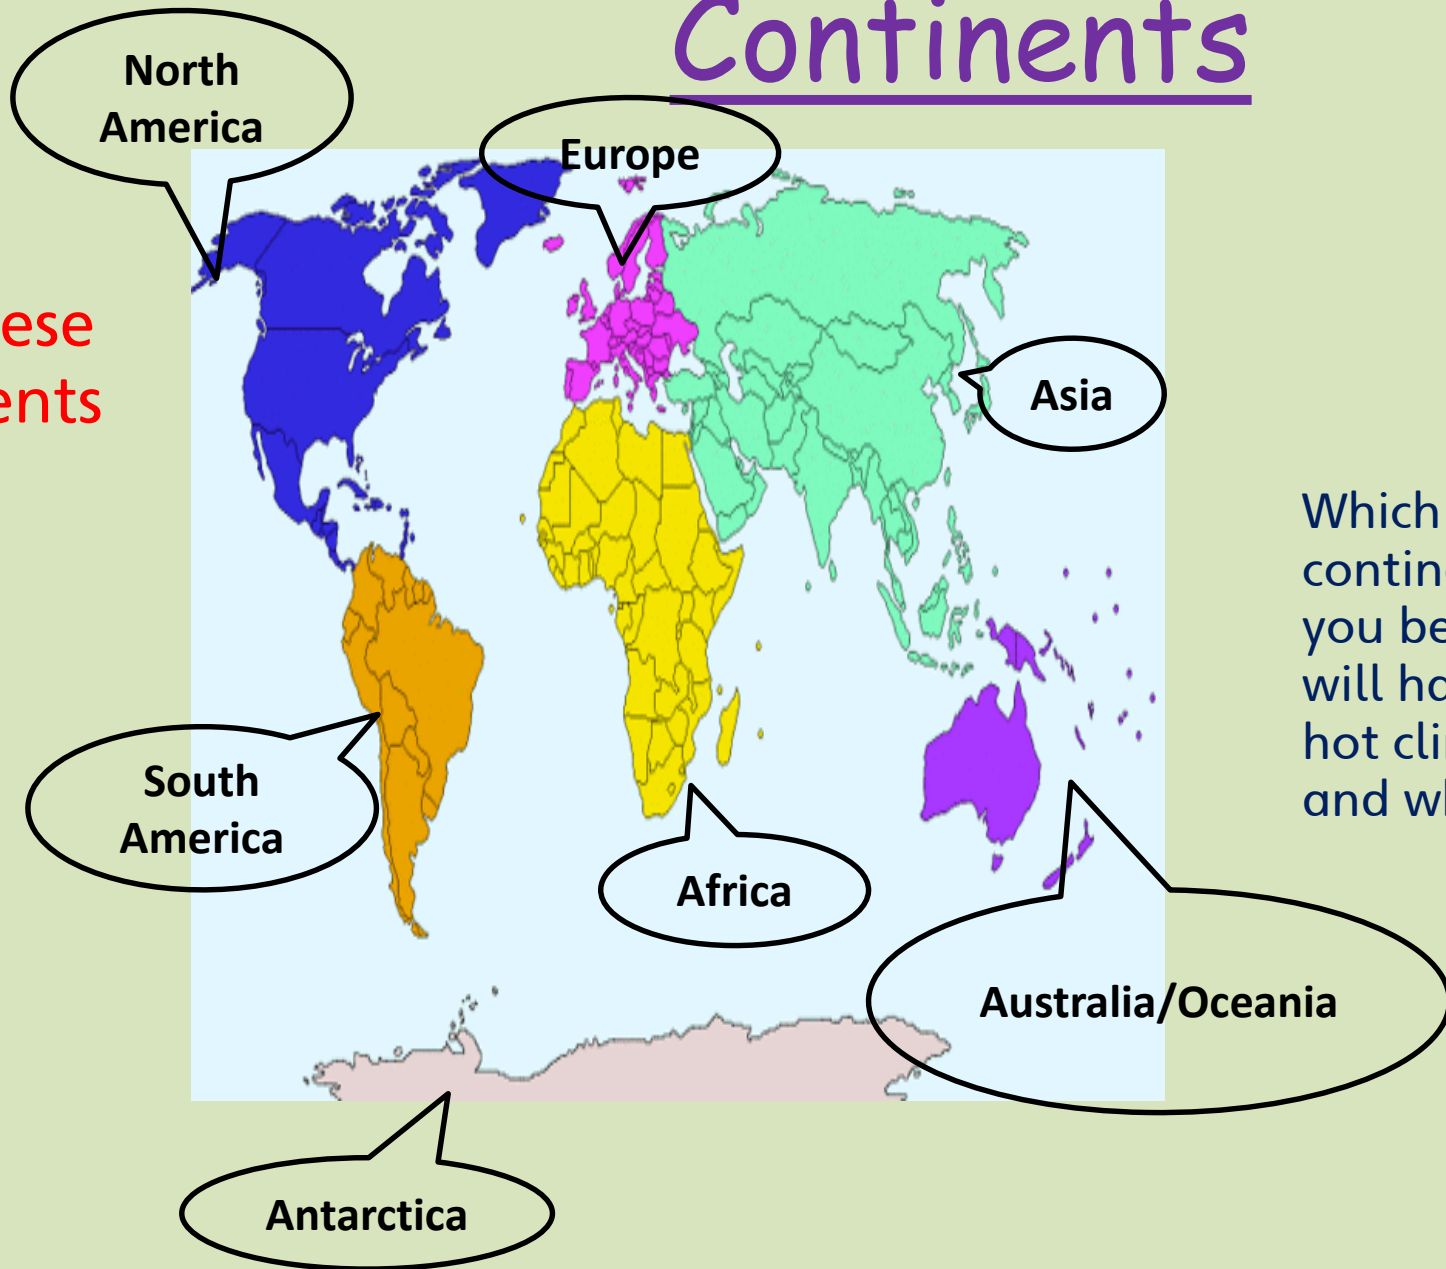 Continents
North
America
Europe
ese
ents
Asia
Which
contin
you be
will ha
hot cli
and wh
South
America
Africa
Australia/Oceania
Antarctica